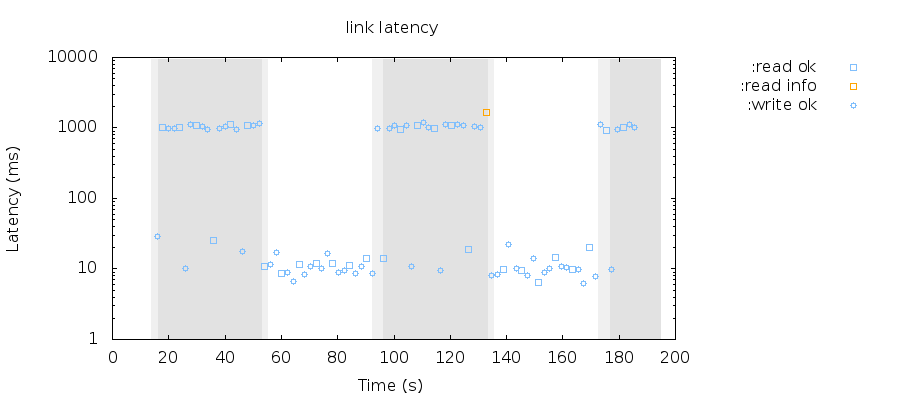 link latency
10000
1000
100
10
1
0 20 40 60 80 100 120 140 160 180 200
Latency (ms)
Time (s)
:read ok
:read info
:write ok